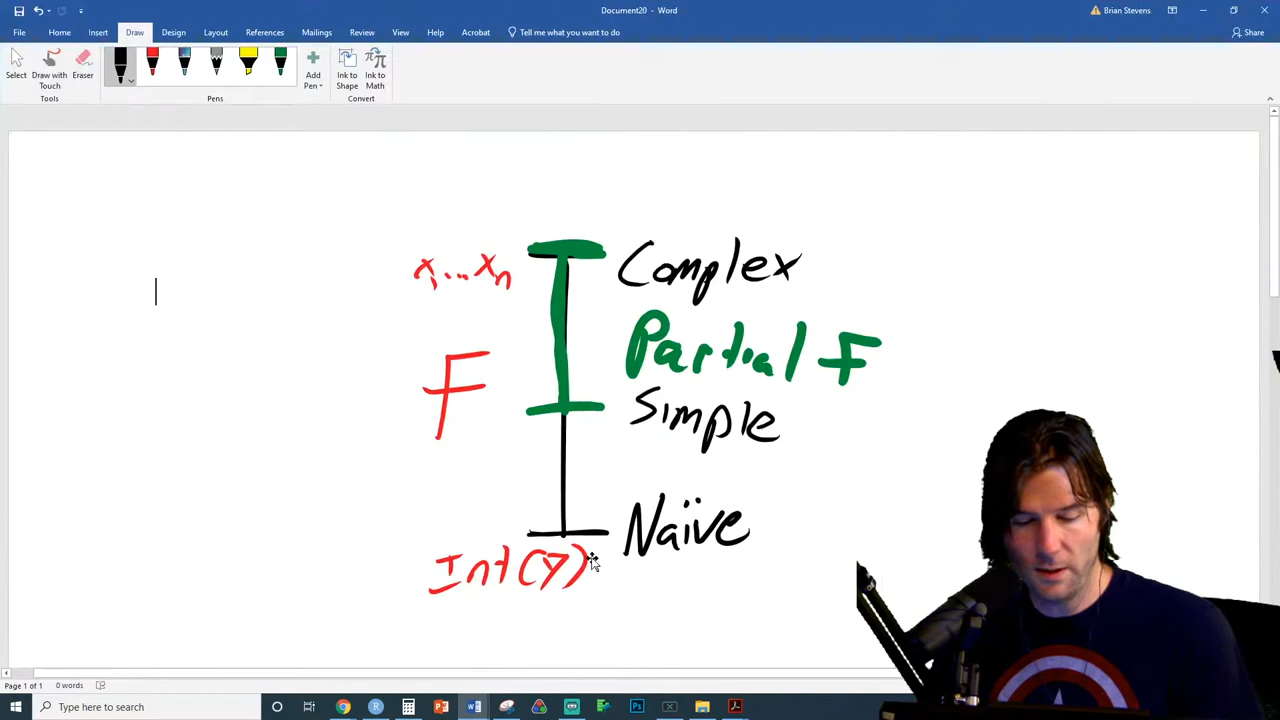 Document20 - Word
Brian Stevens
File Home Insert Draw Design Layout References Mailings Review View Help Acrobat Tell me what you want to do
Share
Select Draw with Touch Eraser Add Pen Ink to Shape Ink to Math
Tools Pens Convert
x₁...xₙ Complex
Partial F
F Simple
Naïve
Int(y)
Page 1 of 1 0 words
Type here to search